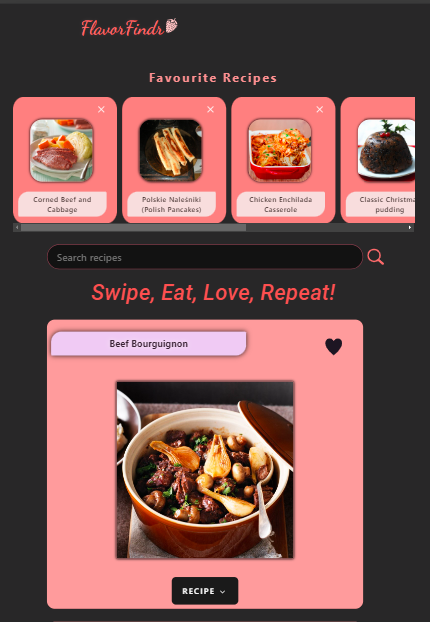 FlavorFindr
Favourite Recipes
Corned Beef and
Cabbage
Polskie Naleśniki
(Polish Pancakes)
Chicken Enchilada
Casserole
Classic Christma
pudding
Search recipes
Swipe, Eat, Love, Repeat!
Beef Bourguignon
RECIPE